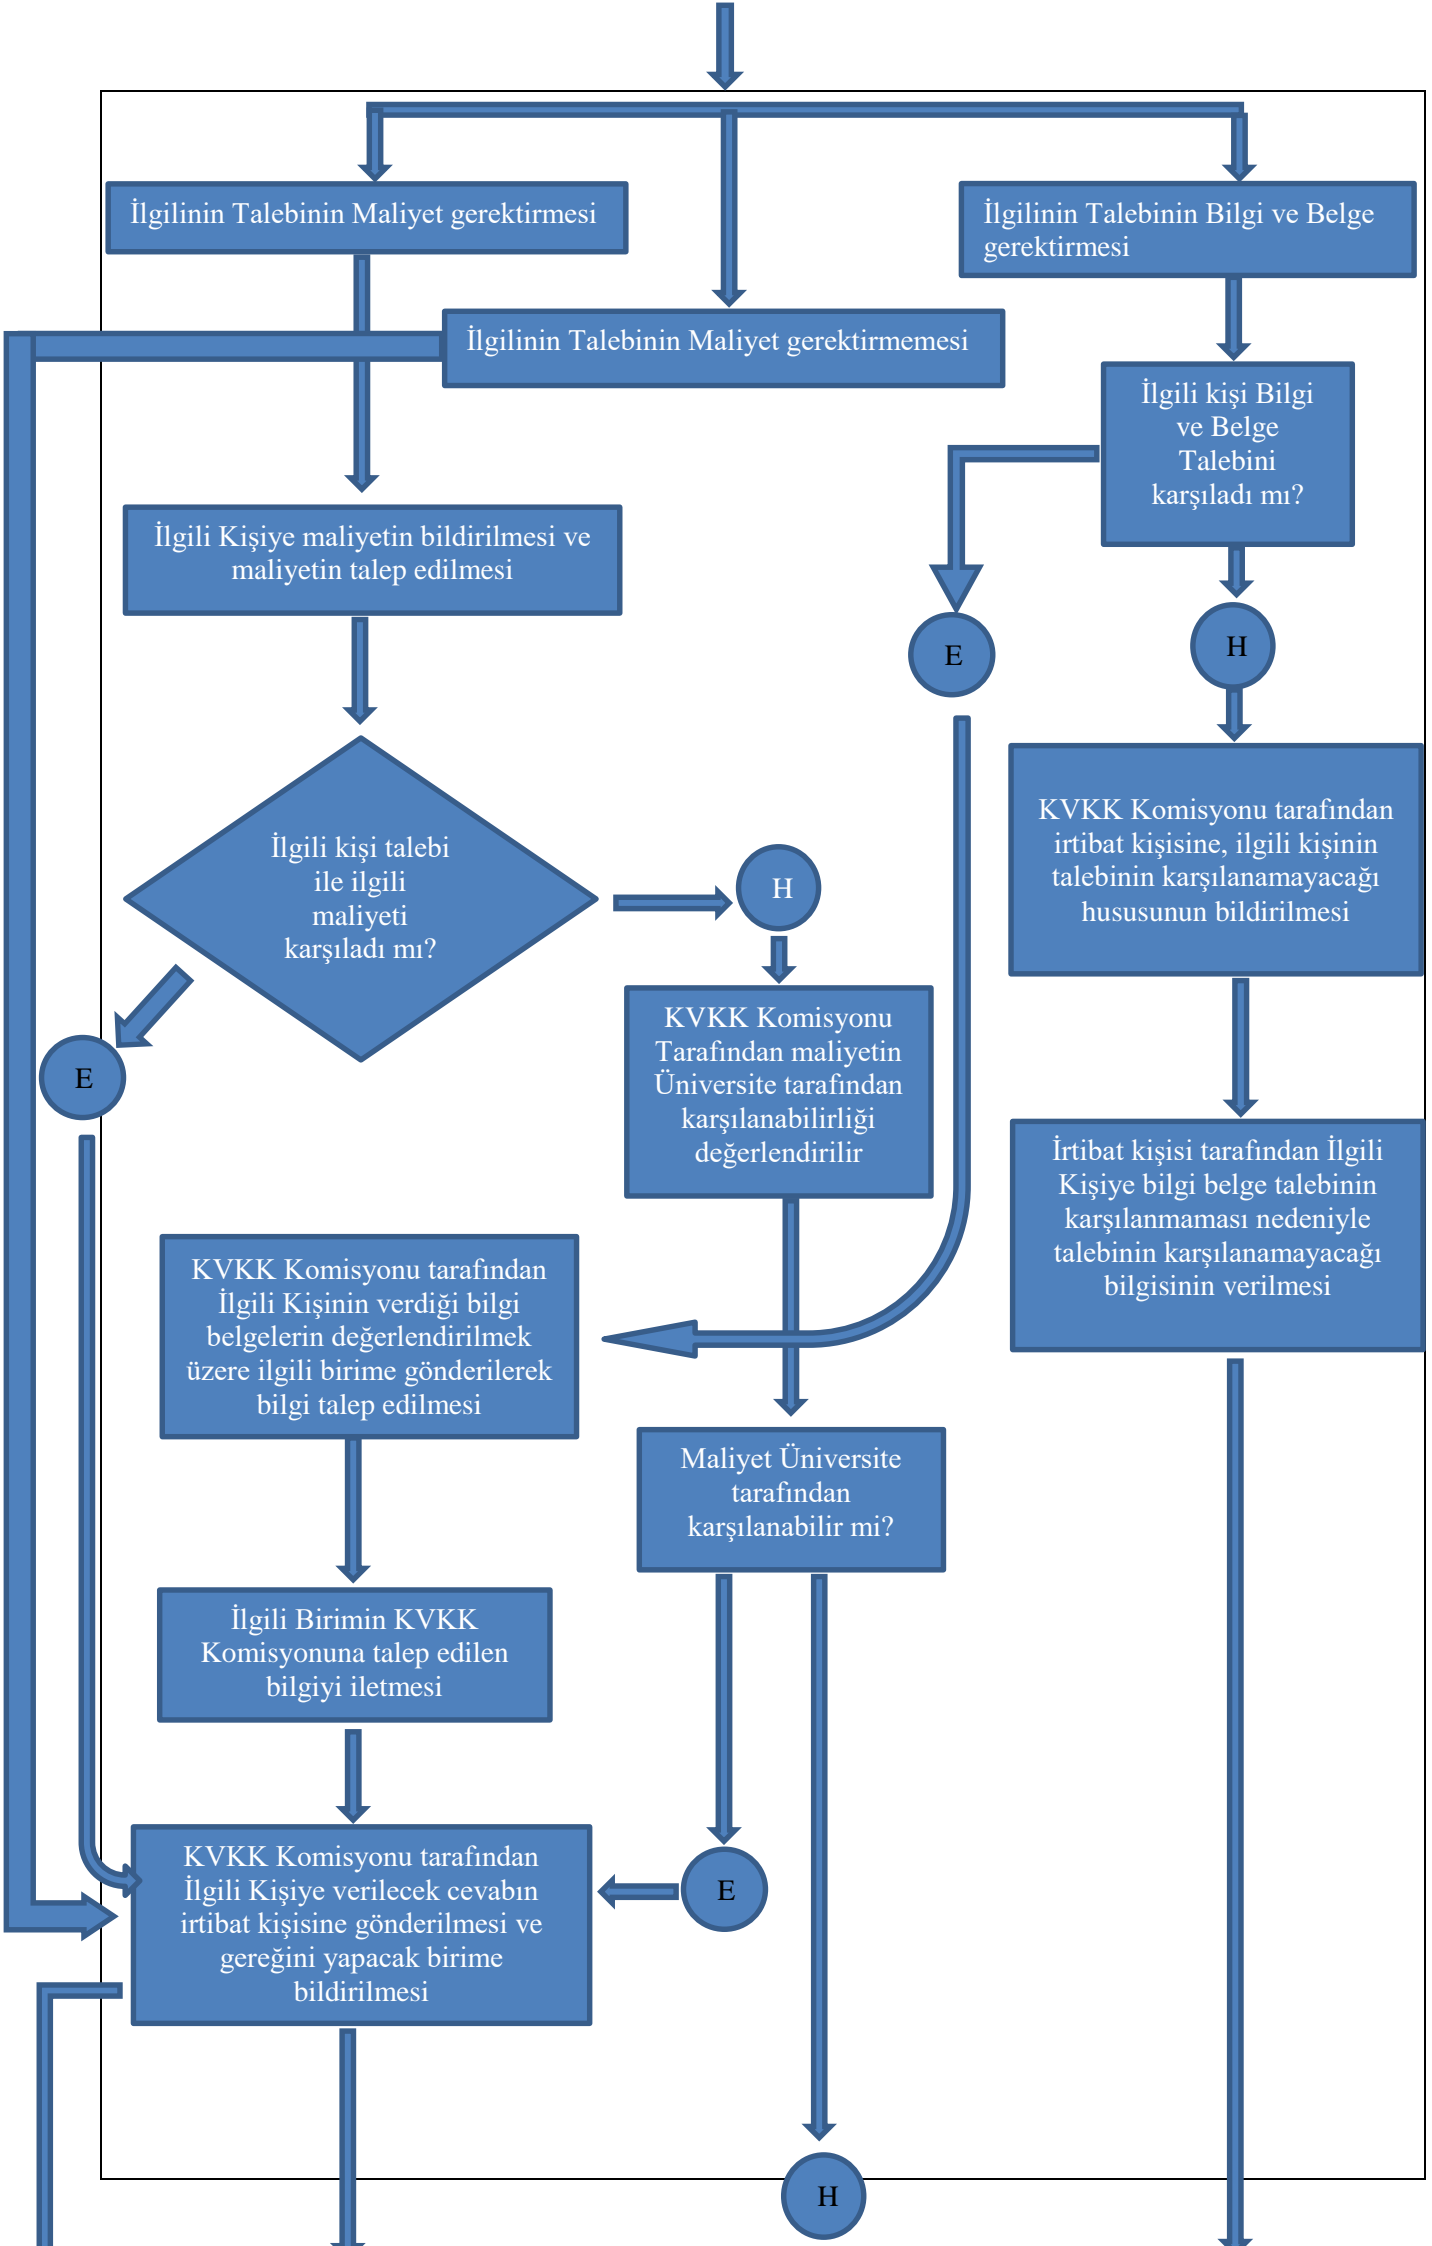 İlgilinin Talebinin Maliyet gerektirmesi
İlgilinin Talebinin Bilgi ve Belge
gerektirmesi
İlgilinin Talebinin Maliyet gerektirmemesi
İlgili kişi Bilgi
ve Belge
Talebini
karşıladı mı?
İlgili Kişiye maliyetin bildirilmesi ve
maliyetin talep edilmesi
E
H
KVKK Komisyonu tarafından
irtibat kişisine, ilgili kişinin
talebinin karşılanamayacağı
hususunun bildirilmesi
İlgili kişi talebi
ile ilgili
maliyeti
karşıladı mı?
H
E
KVKK Komisyonu
Tarafından maliyetin
Üniversite tarafından
karşılanabilirliği
değerlendirilir
İrtibat kişisi tarafından İlgili
Kişiye bilgi belge talebinin
karşılanmaması nedeniyle
talebinin karşılanamayacağı
bilgisinin verilmesi
KVKK Komisyonu tarafından
İlgili Kişinin verdiği bilgi
belgelerin değerlendirilmek
üzere ilgili birime gönderilerek
bilgi talep edilmesi
Maliyet Üniversite
tarafından
karşılanabilir mi?
İlgili Birimin KVKK
Komisyonuna talep edilen
bilgiyi iletmesi
KVKK Komisyonu tarafından
İlgili Kişiye verilecek cevabın
irtibat kişisine gönderilmesi ve
gereğini yapacak birime
bildirilmesi
E
H